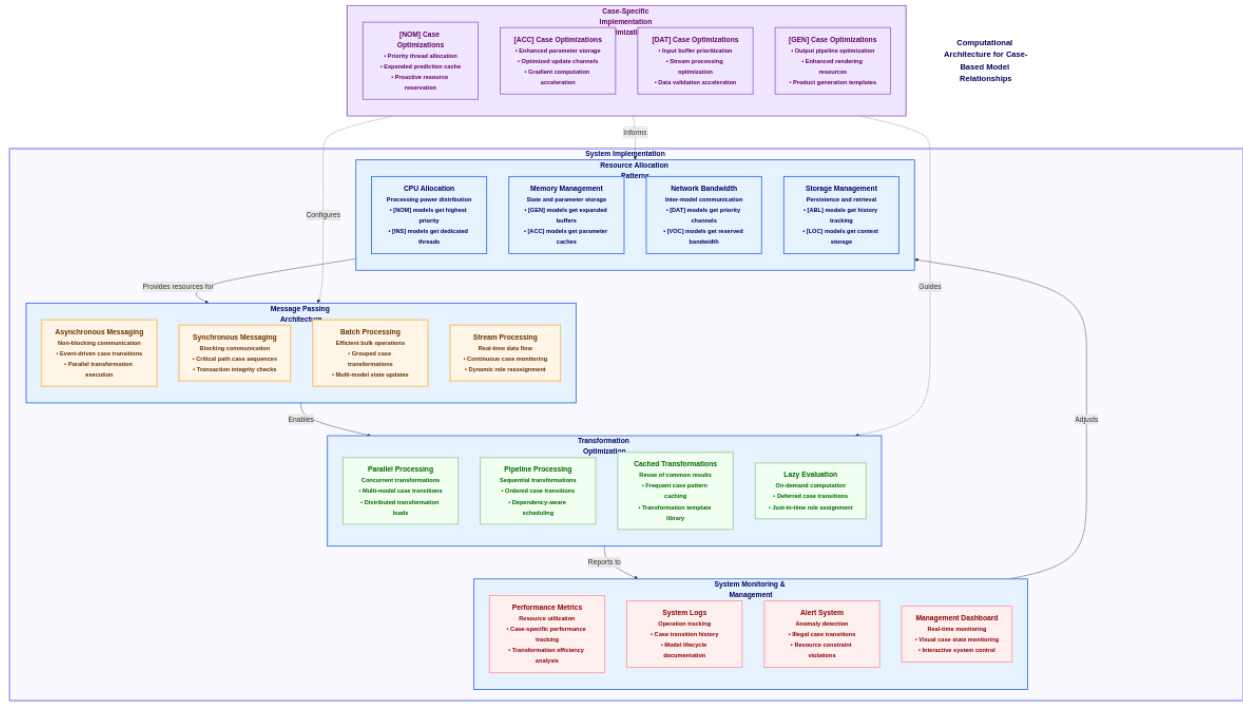 Case-Specific
Implementation
[NOM] Case
Optimizations
• Priority thread allocation
• Expanded prediction cache
• Proactive resource
reservation
[ACC] Case Optimizations
• Enhanced parameter storage
• Optimized update channels
• Gradient computation
acceleration
[DAT] Case Optimizations
• Input buffer prioritization
• Stream processing
optimization
• Data validation acceleration
[GEN] Case Optimizations
• Output pipeline optimization
• Enhanced rendering
resources
• Product generation templates
Computational
Architecture for Case-
Based Model
Relationships
Informs
Configures
Guides
System Implementation
Resource Allocation
Patterns
CPU Allocation
Processing power distribution
• [NOM] models get highest
priority
• [INS] models get dedicated
threads
Memory Management
State and parameter storage
• [GEN] models get expanded
buffers
• [ACC] models get parameter
caches
Network Bandwidth
Inter-model communication
• [DAT] models get priority
channels
• [VOC] models get reserved
bandwidth
Storage Management
Persistence and retrieval
• [ABL] models get history
tracking
• [LOC] models get context
storage
Provides resources for
Message Passing
Architecture
Asynchronous Messaging
Non-blocking communication
• Event-driven case transitions
• Parallel transformation
execution
Synchronous Messaging
Blocking communication
• Critical path case sequences
• Transaction integrity checks
Batch Processing
Efficient bulk operations
• Grouped case
transformations
• Multi-model state updates
Stream Processing
Real-time data flow
• Continuous case monitoring
• Dynamic role reassignment
Enables
Adjusts
Transformation
Optimization
Parallel Processing
Concurrent transformations
• Multi-model case transitions
• Distributed transformation
loads
Pipeline Processing
Sequential transformations
• Ordered case transitions
• Dependency-aware
scheduling
Cached Transformations
Reuse of common results
• Frequent case pattern
caching
• Transformation template
library
Lazy Evaluation
On-demand computation
• Deferred case transitions
• Just-in-time role assignment
Reports to
System Monitoring &
Management
Performance Metrics
Resource utilization
• Case-specific performance
tracking
• Transformation efficiency
analysis
System Logs
Operation tracking
• Case transition history
• Model lifecycle
documentation
Alert System
Anomaly detection
• Illegal case transitions
• Resource constraint
violations
Management Dashboard
Real-time monitoring
• Visual case state monitoring
• Interactive system control